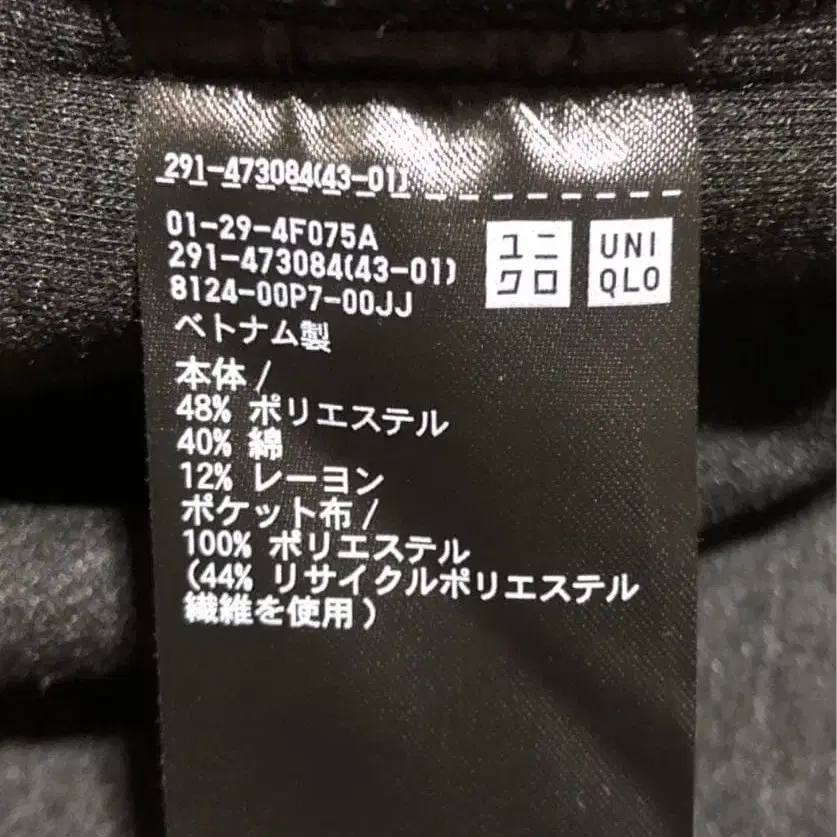 291-473084(43-01)
01-29-4F075A
291-473084(43-01)
8124-00P7-00JJ
ユニ
クロ
UNI
QLO
ベトナム製
本体/
48% ポリエステル
40% 綿
12% レーヨン
ポケット布/
100% ポリエステル
(44% リサイクルポリエステル
繊維を使用)